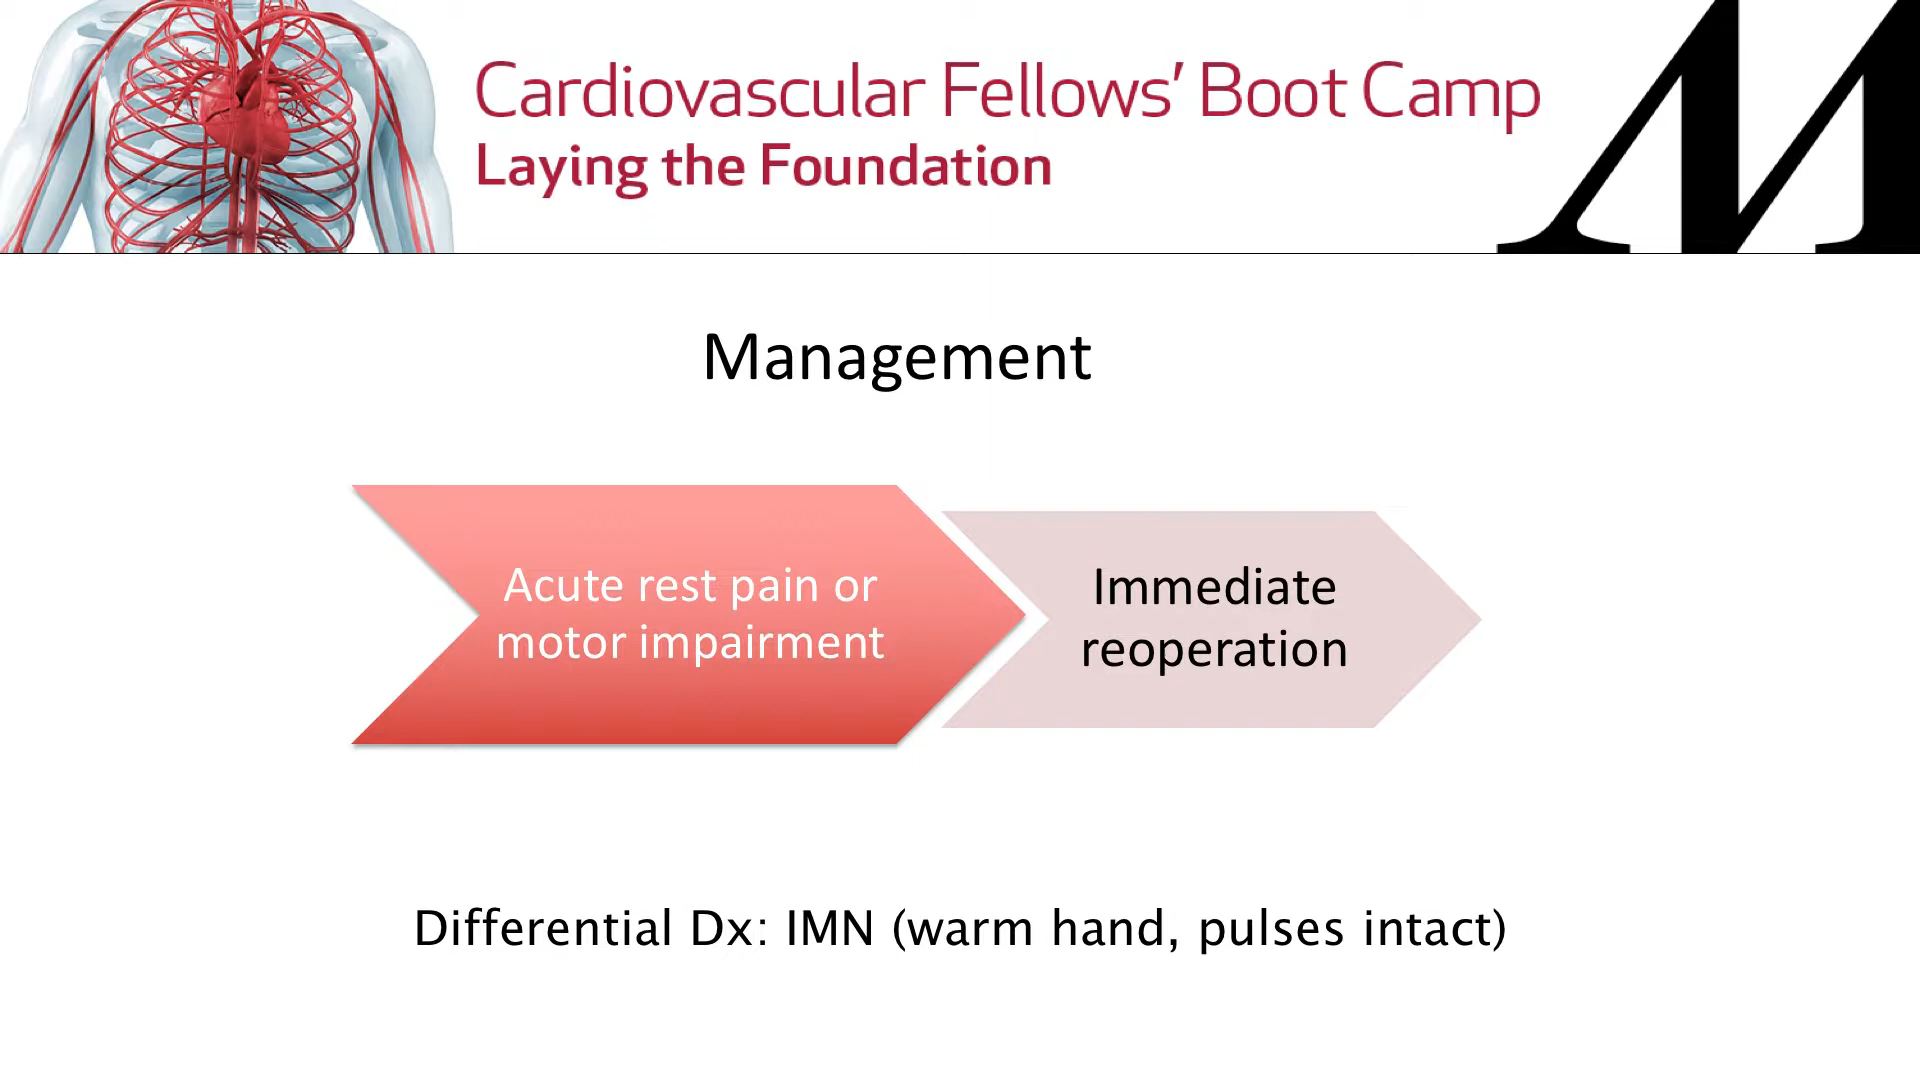 Cardiovascular Fellows’ Boot Camp
Laying the Foundation
M
Management
Acute rest pain or
motor impairment
Immediate
reoperation
Differential Dx: IMN (warm hand, pulses intact)